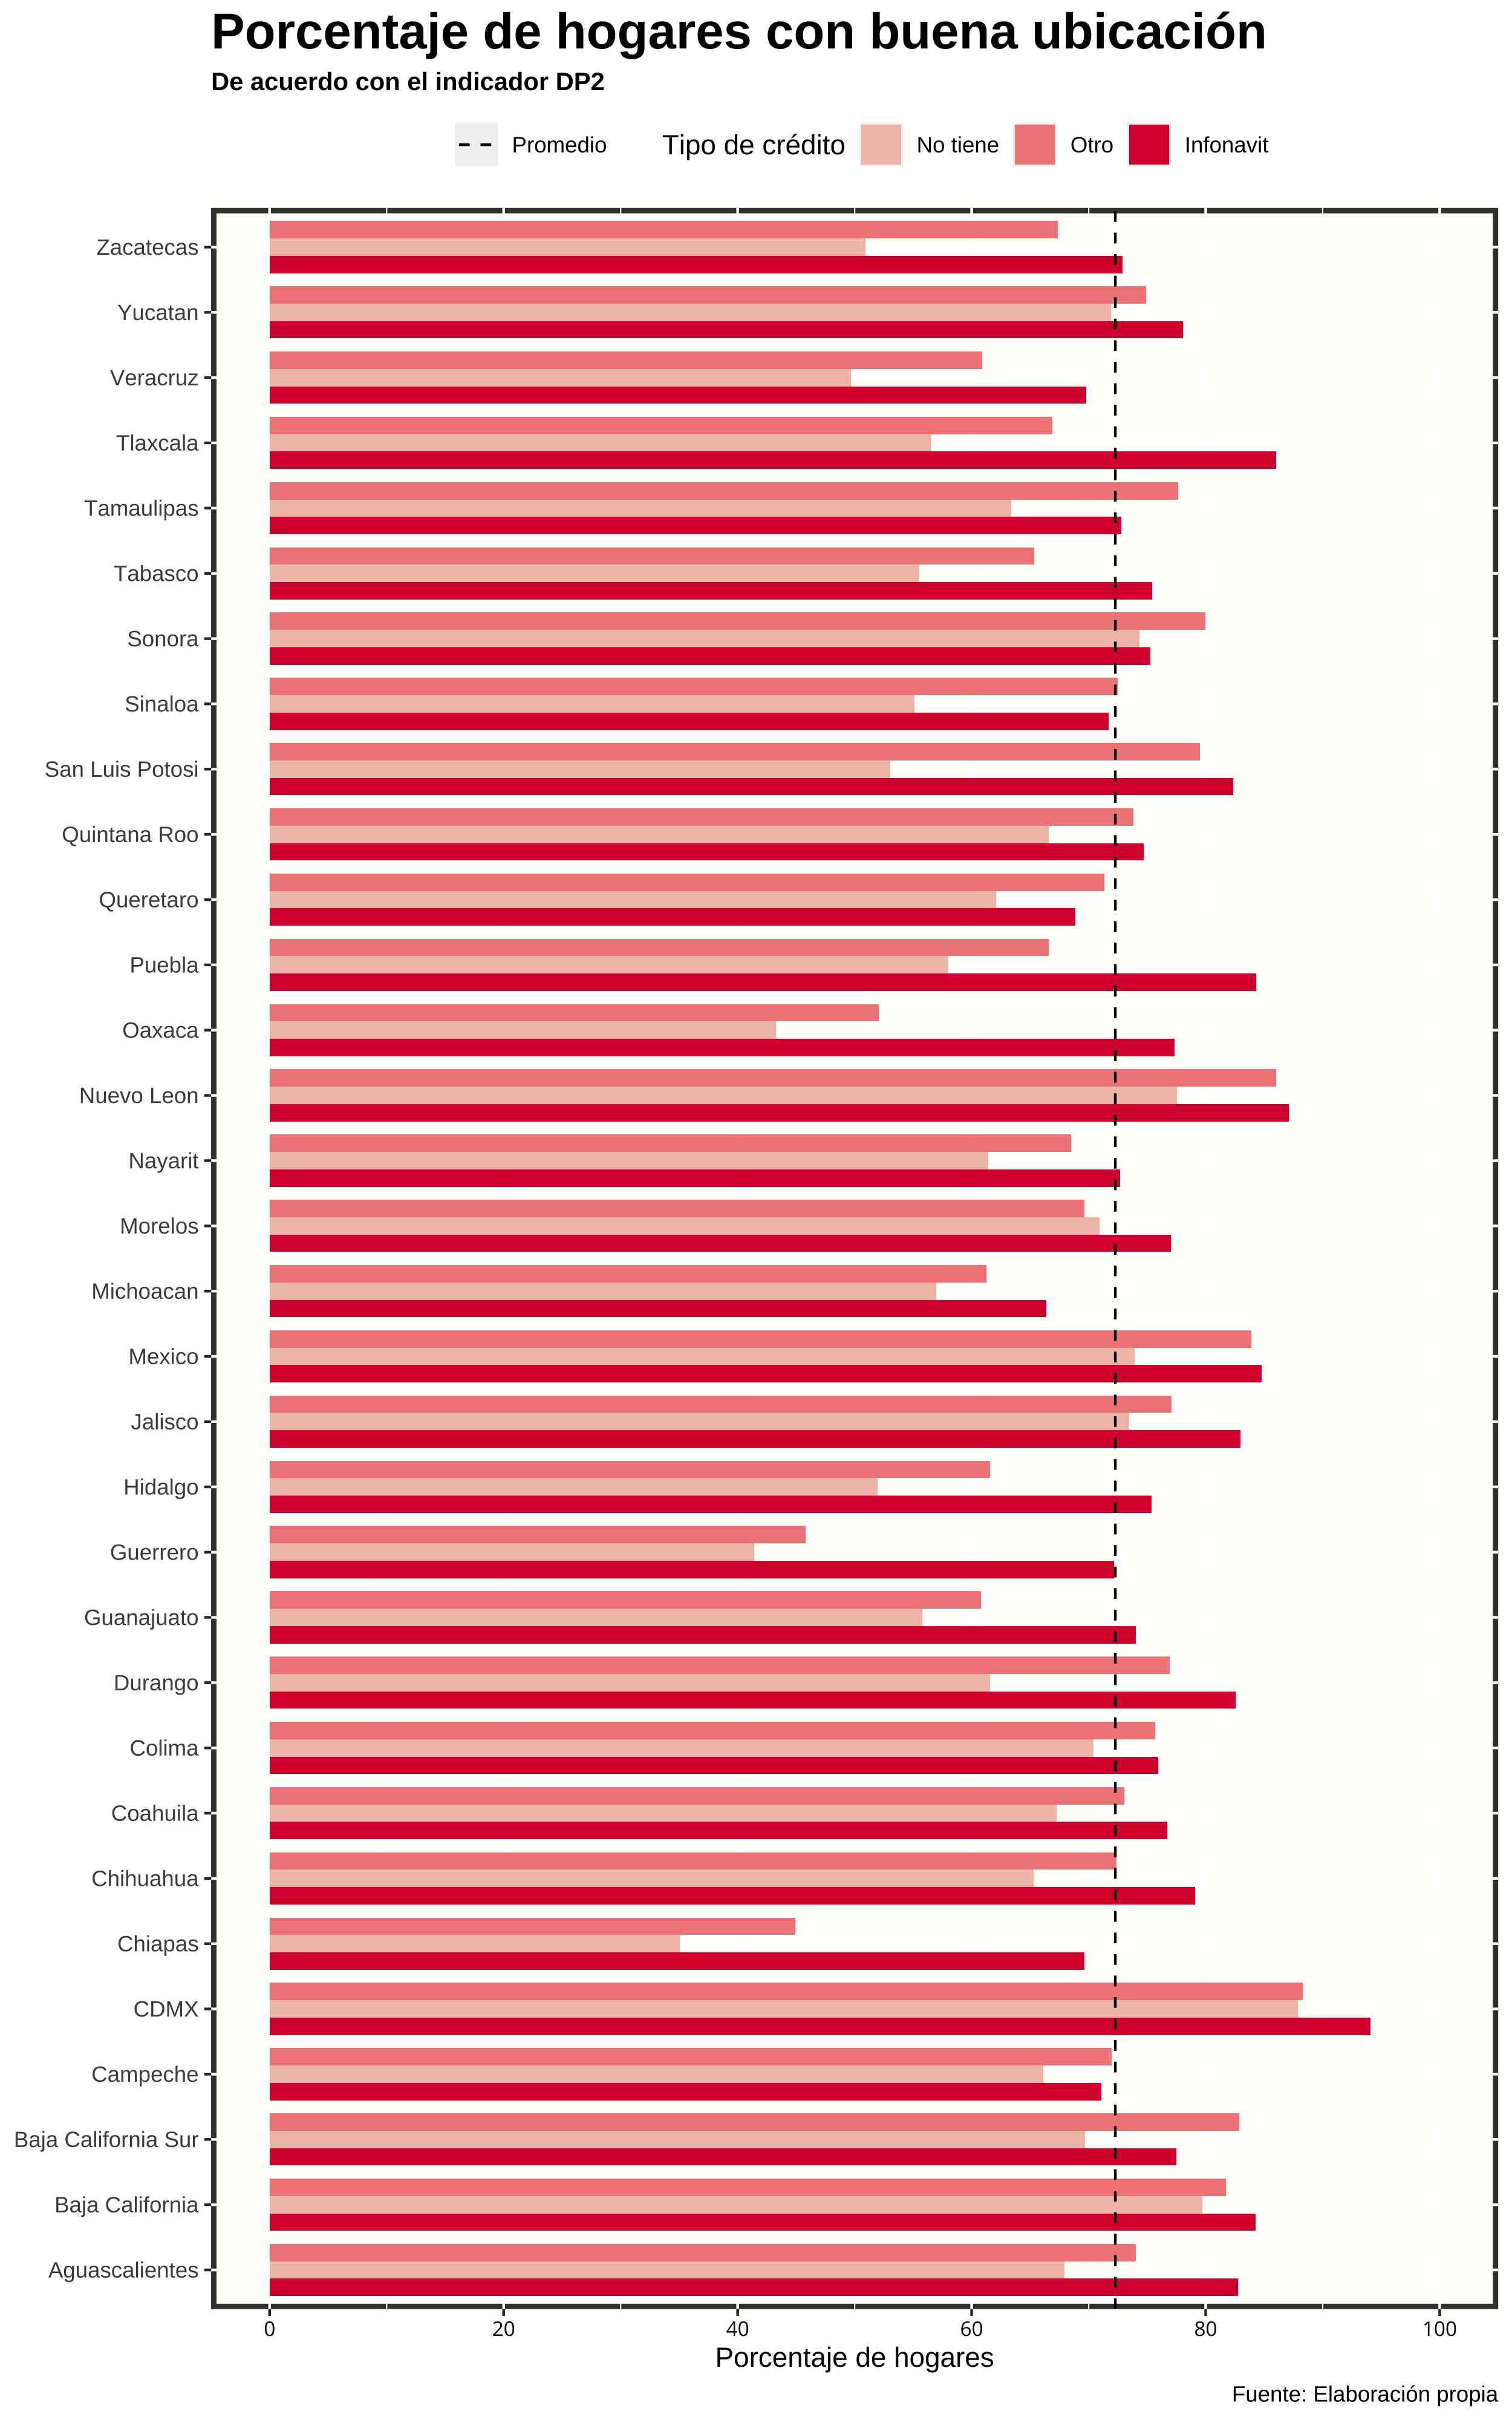 Porcentaje de hogares con buena ubicación
De acuerdo con el indicador DP2
Promedio Tipo de crédito No tiene Otro Infonavit
Zacatecas
Yucatan
Veracruz
Tlaxcala
Tamaulipas
Tabasco
Sonora
Sinaloa
San Luis Potosi
Quintana Roo
Queretaro
Puebla
Oaxaca
Nuevo Leon
Nayarit
Morelos
Michoacan
Mexico
Jalisco
Hidalgo
Guerrero
Guanajuato
Durango
Colima
Coahuila
Chihuahua
Chiapas
CDMX
Campeche
Baja California Sur
Baja California
Aguascalientes
0 20 40 60 80 100
Porcentaje de hogares
Fuente: Elaboración propia